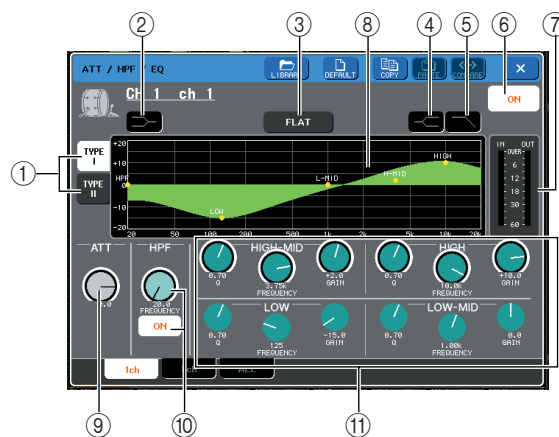 ② ③ ⑧ ④ ⑤ ⑥ ⑦
ATT / HPF / EQ LIBRARY DEFAULT COPY PASTE COMPARE ×
CH 1 ch 1 ON
FLAT
① TYPE I
TYPE II
+20
+10
0
-10
-20
20 50 100 200 500 1k 2k 5k 10k 20k
HPF LOW L-MID H-MID HIGH
IN OUT
-OVER-
6
12
18
30
60
ATT HPF HIGH-MID HIGH
0.70 Q 3.75k FREQUENCY +2.0 GAIN 0.70 Q 10.0k FREQUENCY +10.0 GAIN
20.0 FREQUENCY
ON
LOW LOW-MID
0.70 Q 125 FREQUENCY -15.0 GAIN 0.70 Q 1.00k FREQUENCY 0.0 GAIN
1ch ALL
⑨ ⑩ ⑪